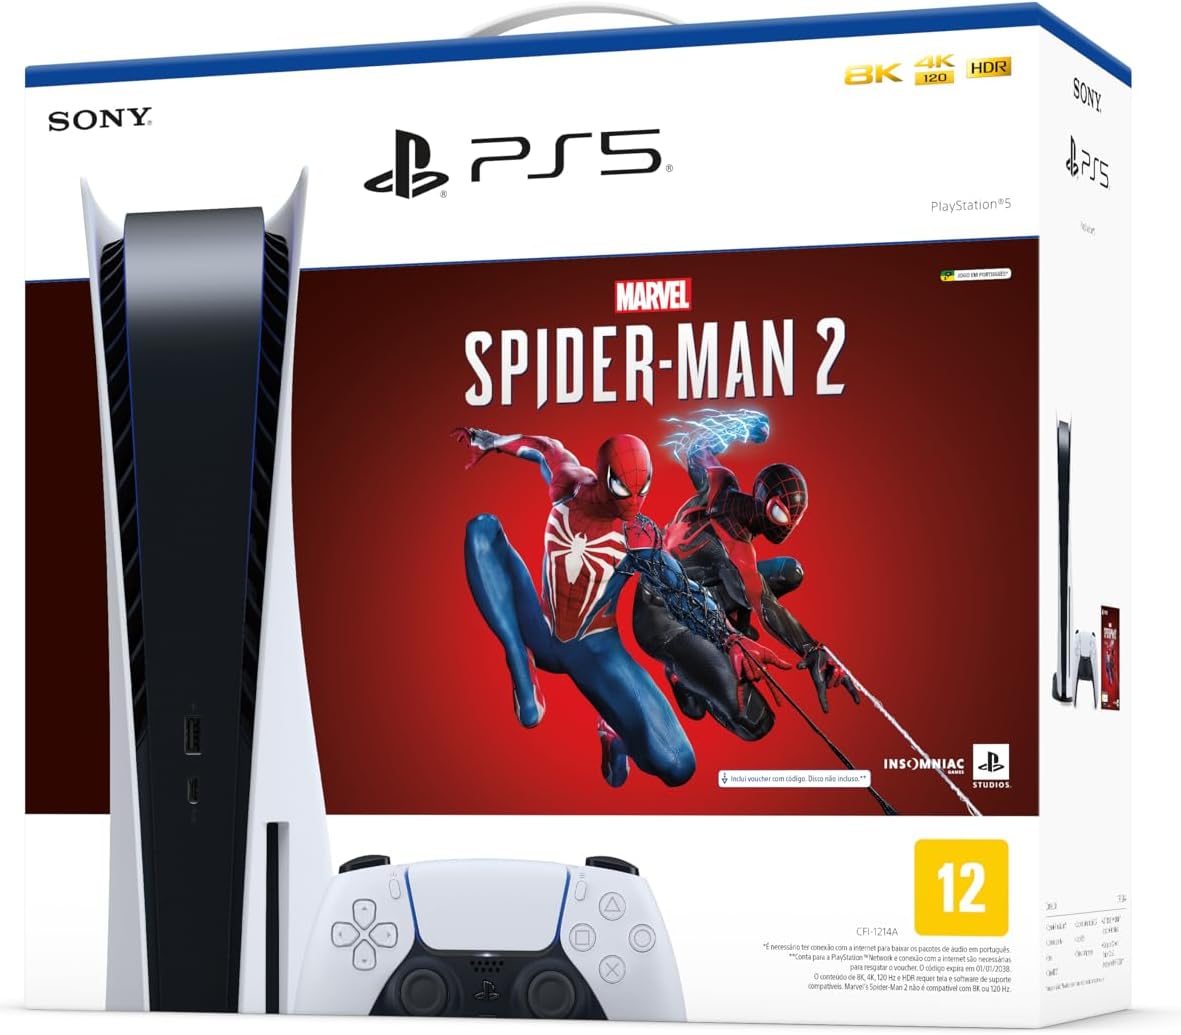 SONY®
PS5®
8K 4K 120 HDR
PlayStation®5
JOGO EM PORTUGUÊS*
MARVEL
SPIDER-MAN 2
Inclui voucher com código. Disco não incluso.**
INSOMNIAC
GAMES
STUDIOS
12
CFI-1214A
*É necessário ter conexão com a internet para baixar os pacotes de áudio em português.
**Conta para a PlayStation™Network e conexão com a internet são necessárias
para resgatar o voucher. O código expira em 01/01/2038.
O conteúdo de 8K, 4K, 120 Hz e HDR requer tela e software de suporte
compatíveis. Marvel's Spider-Man 2 não é compatível com 8K ou 120 Hz.
SONY
PS5